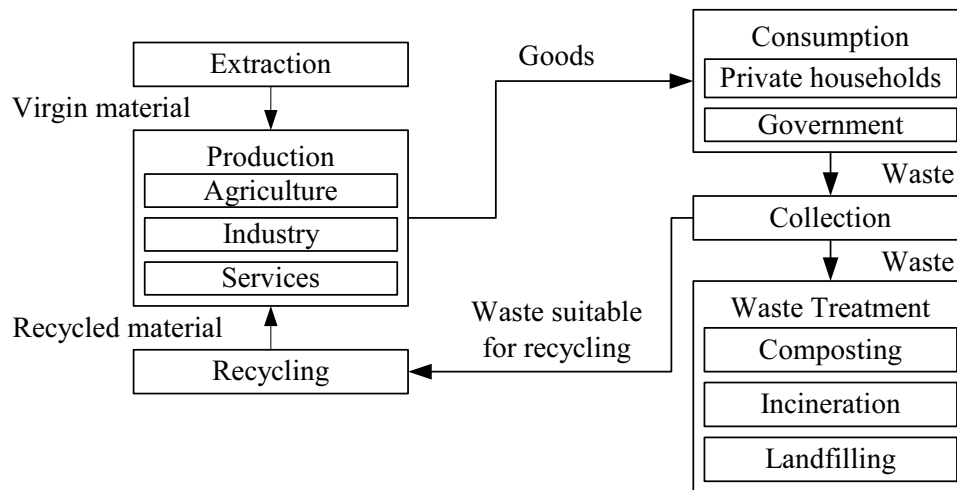 Extraction
Virgin material
Production
Agriculture
Industry
Services
Recycled material
Recycling
Goods
Waste suitable
for recycling
Consumption
Private households
Government
Waste
Collection
Waste
Waste Treatment
Composting
Incineration
Landfilling